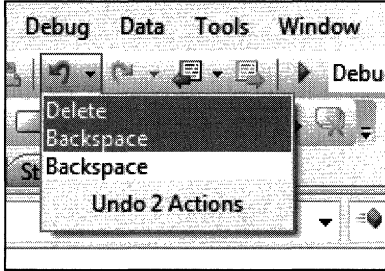 Debug Data Tools Window
Debu
Delete
Backspace
St
Backspace
Undo 2 Actions